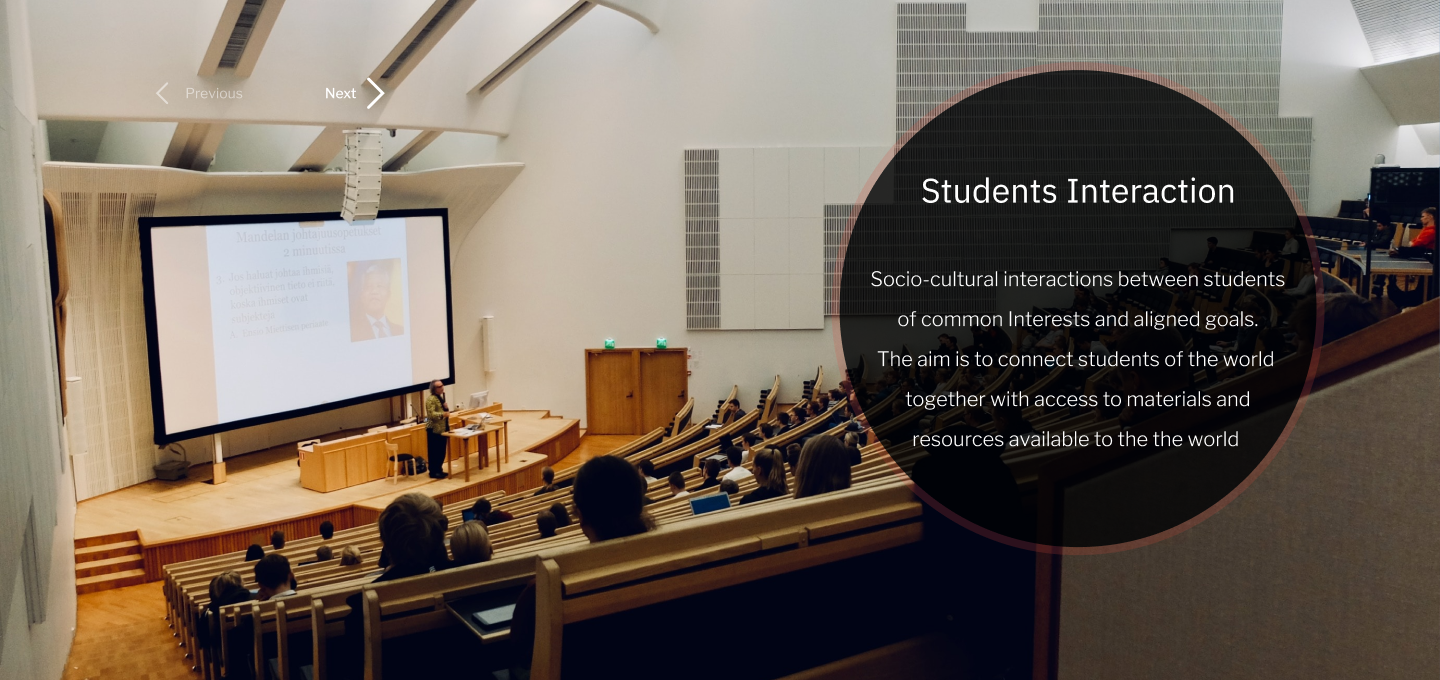 Previous
Next
Mandelan johtajuusopetukset
2 minuutissa
Students Interaction
Socio-cultural interactions between students
of common Interests and aligned goals.
The aim is to connect students of the world
together with access to materials and
resources available to the the world